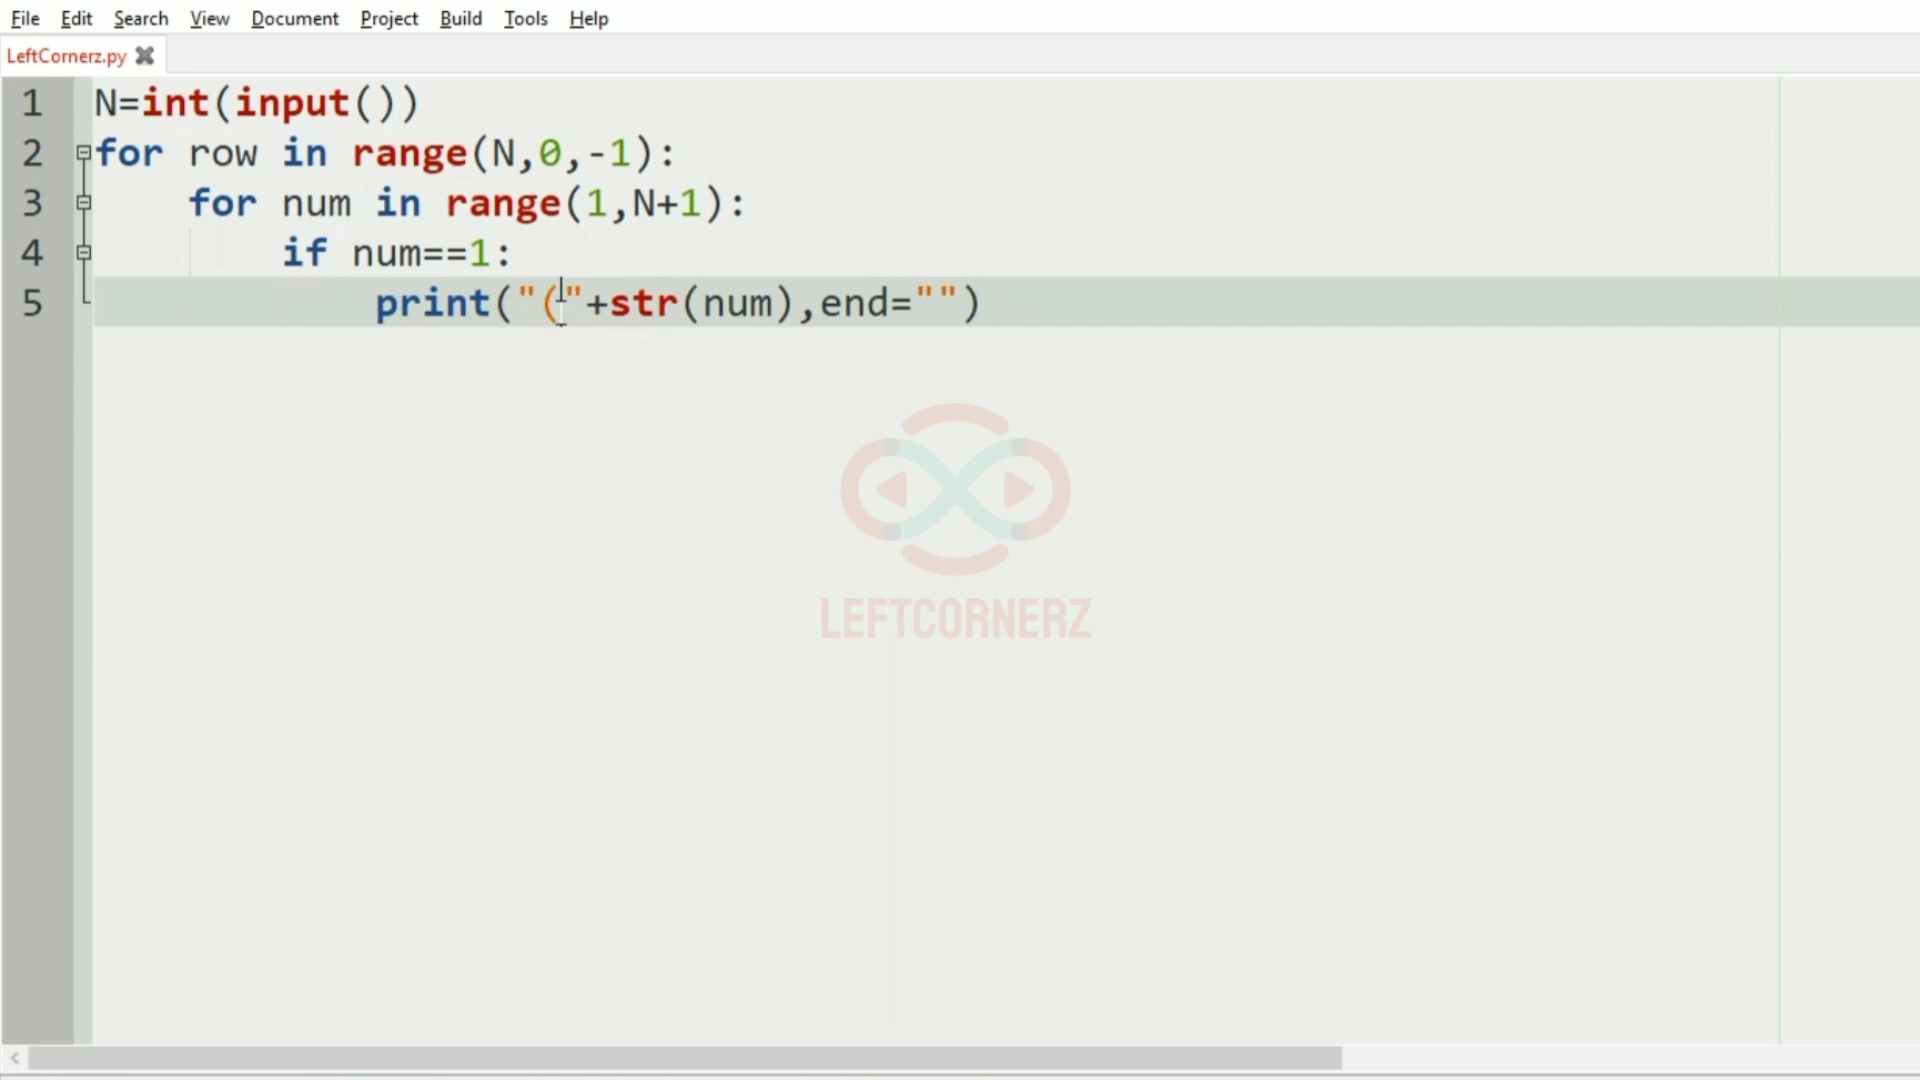 File Edit Search View Document Project Build Tools Help
LeftCornerz.py
1 N=int(input())
2 for row in range(N,0,-1):
3     for num in range(1,N+1):
4         if num==1:
5             print("("+str(num),end="")
LEFTCORNERZ